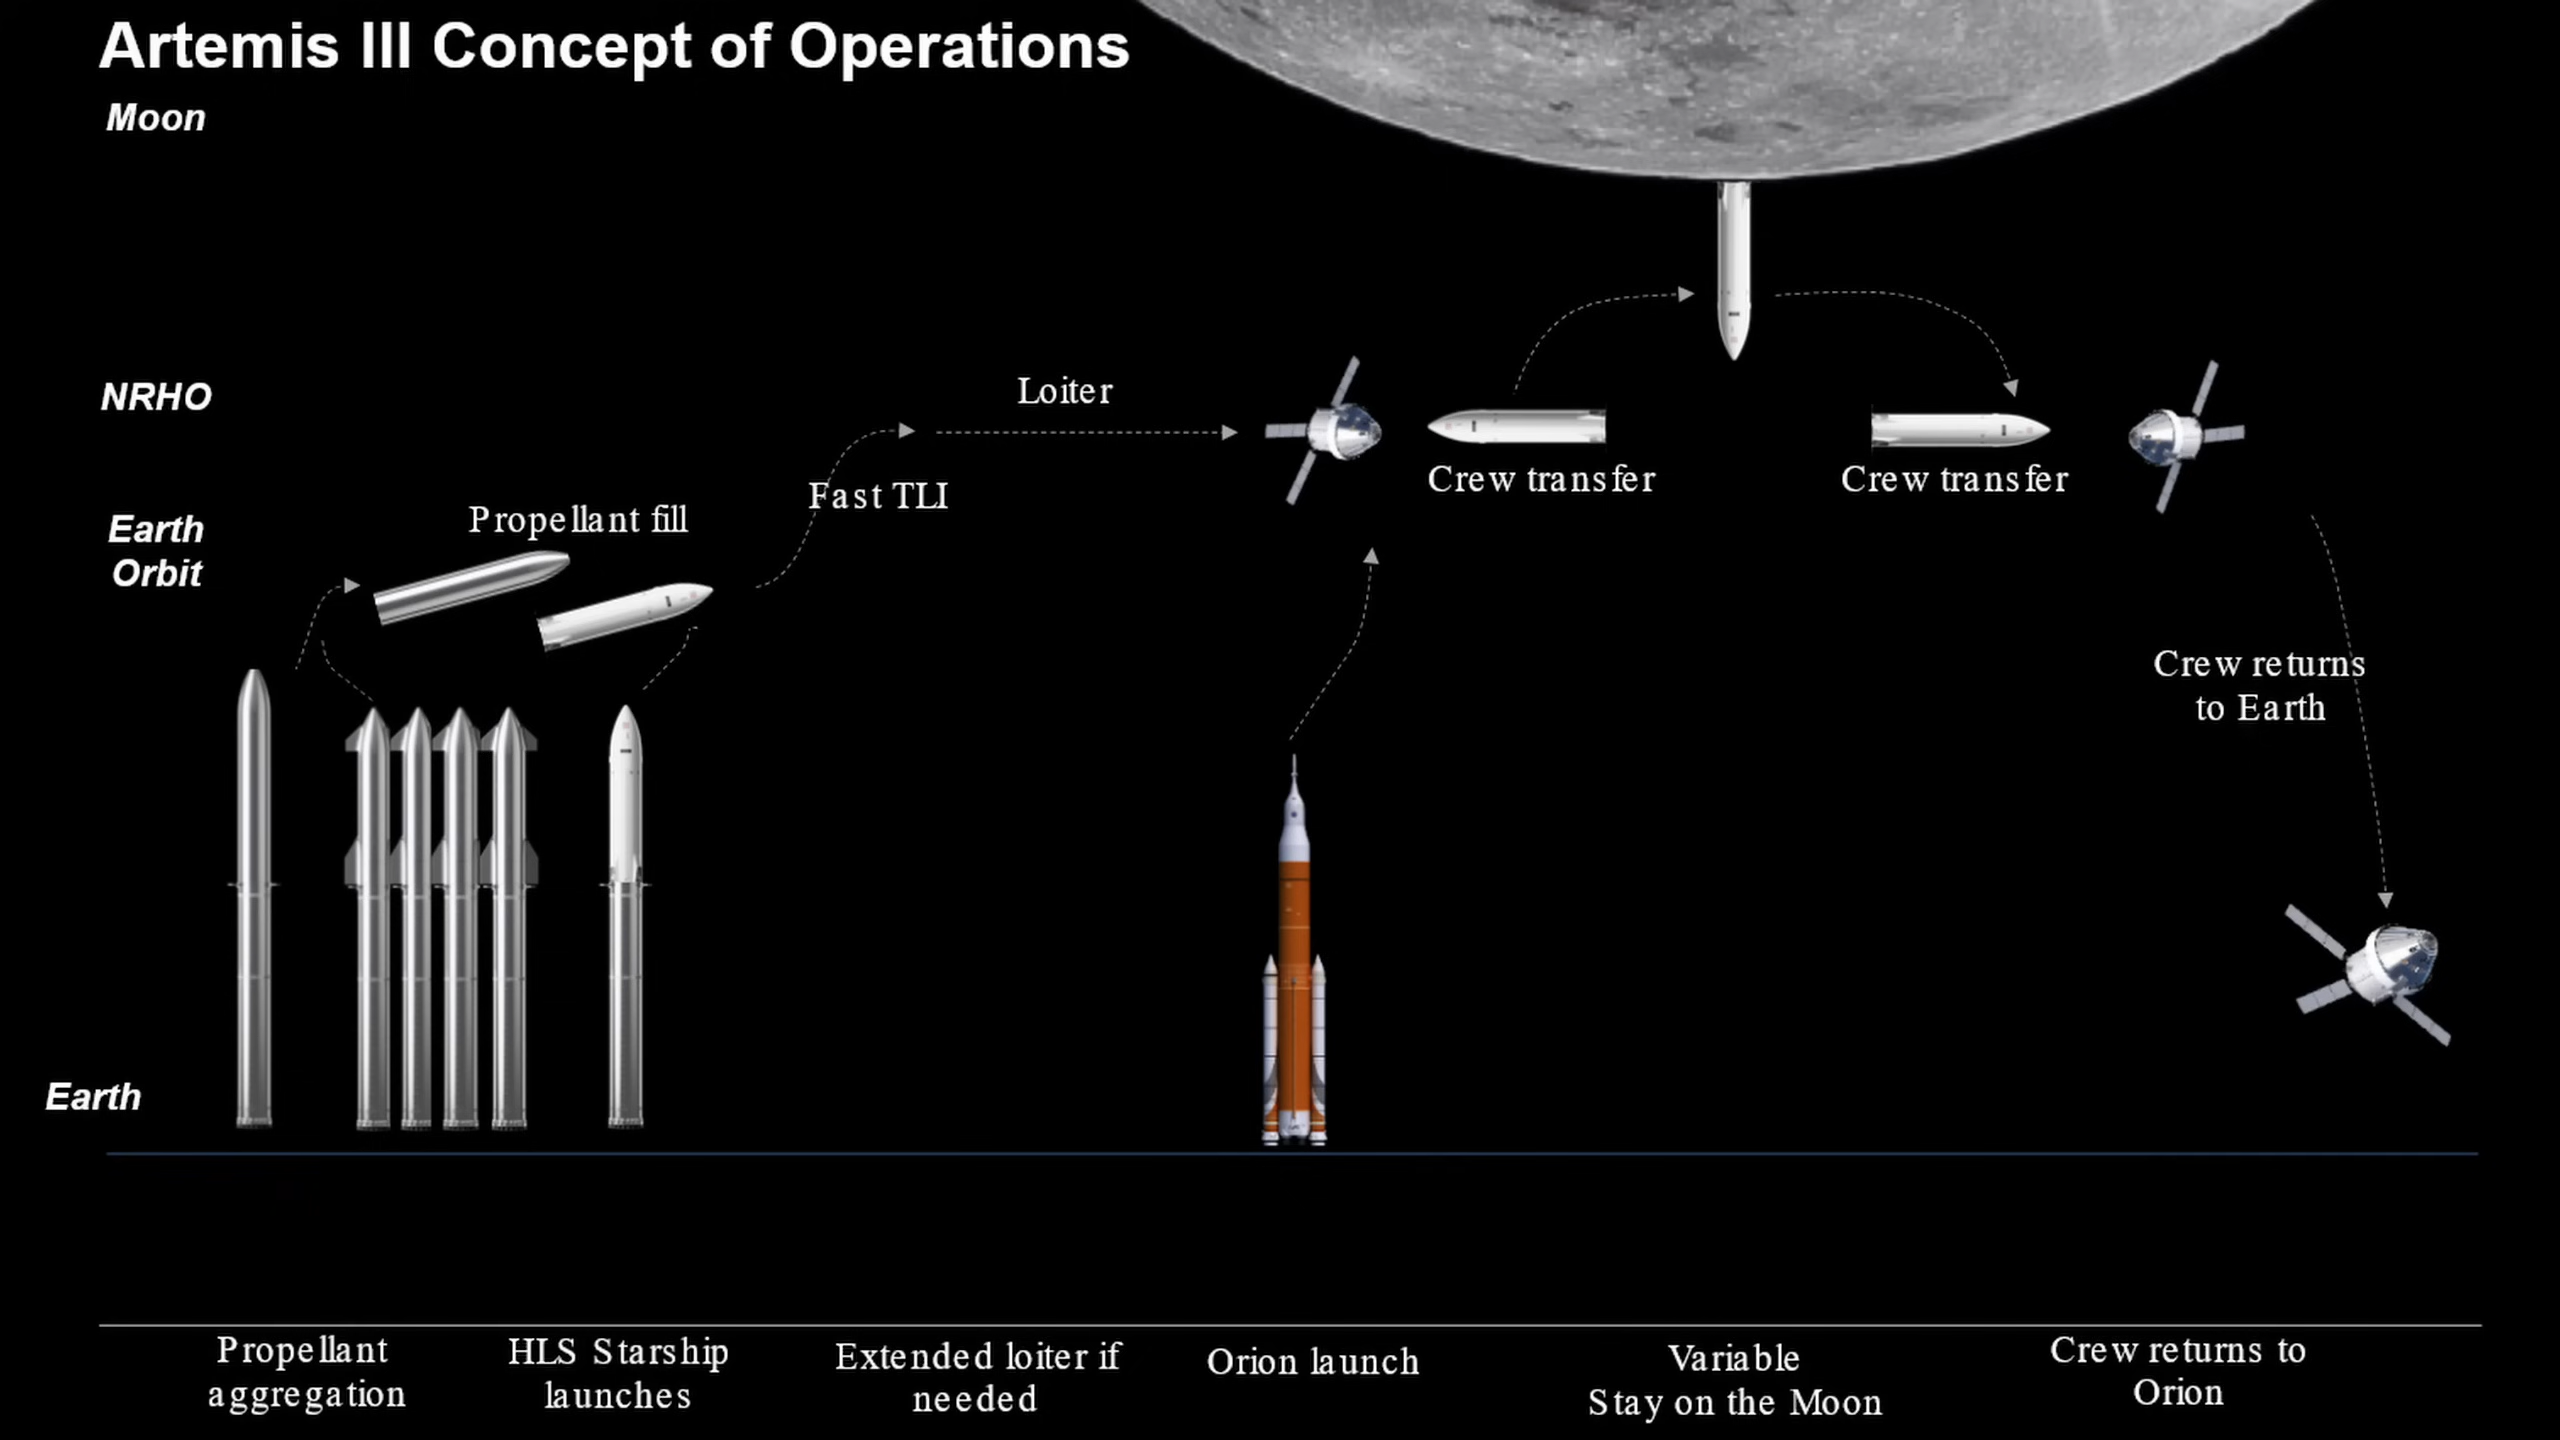 Artemis III Concept of Operations
Moon
NRHO
Loiter
Crew transfer
Crew transfer
Fast TLI
Propellant fill
Earth
Orbit
Crew returns
to Earth
Earth
Propellant
aggregation
HLS Starship
launches
Extended loiter if
needed
Orion launch
Variable
Stay on the Moon
Crew returns to
Orion